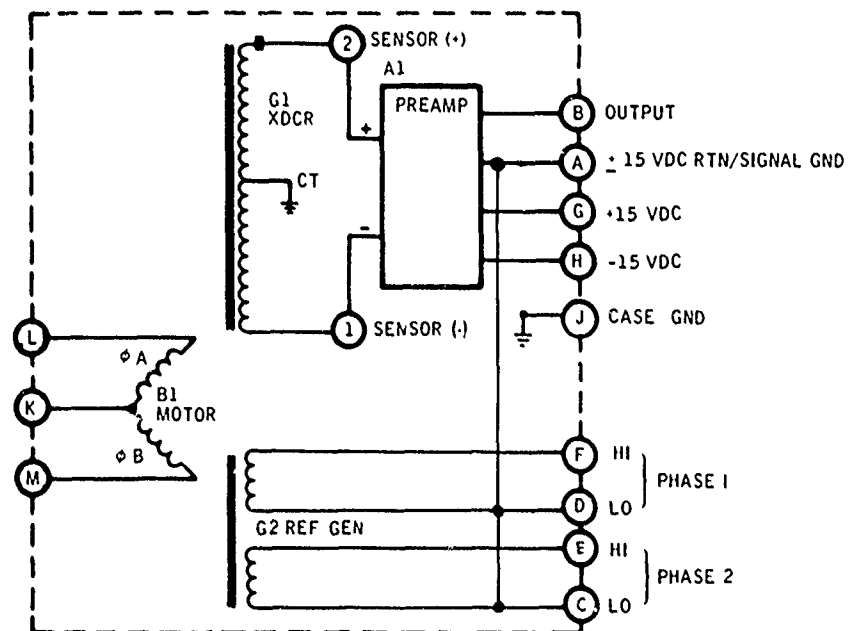 2 SENSOR (+)
A1
PREAMP
G1
XDCR
+
CT
-
1 SENSOR (-)
B OUTPUT
A ± 15 VDC RTN/SIGNAL GND
G +15 VDC
H -15 VDC
J CASE GND
L
φ A
K
B1
MOTOR
φ B
M
F HI
PHASE 1
D LO
G2 REF GEN
E HI
PHASE 2
C LO